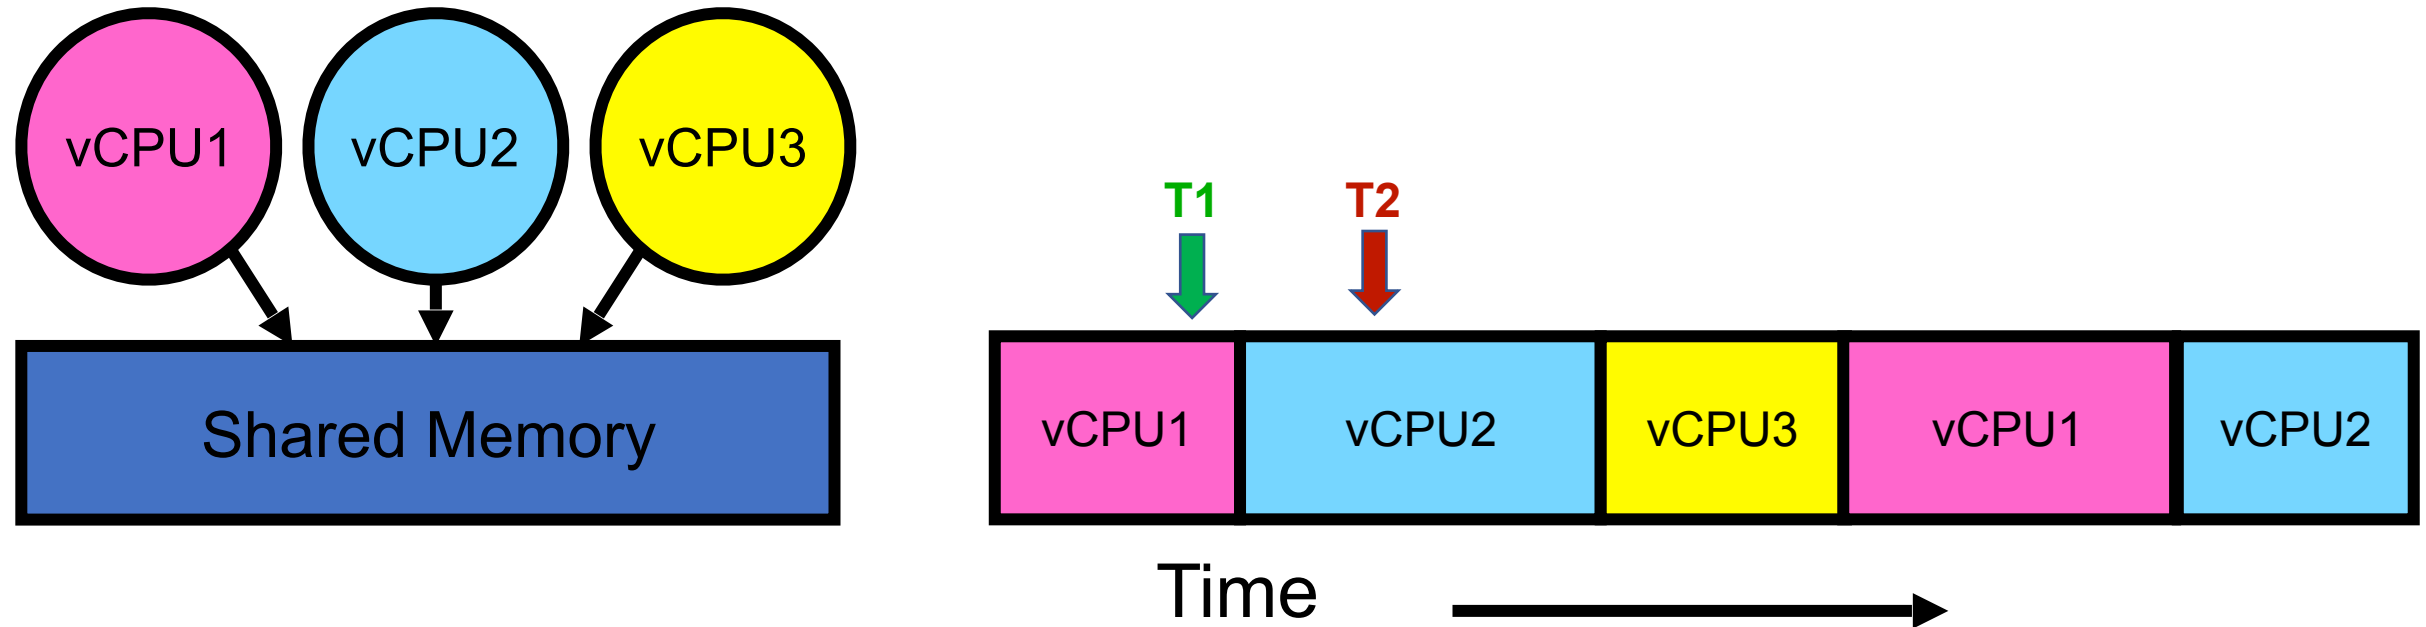 vCPU1
vCPU2
vCPU3
Shared Memory
T1
T2
vCPU1
vCPU2
vCPU3
vCPU1
vCPU2
Time